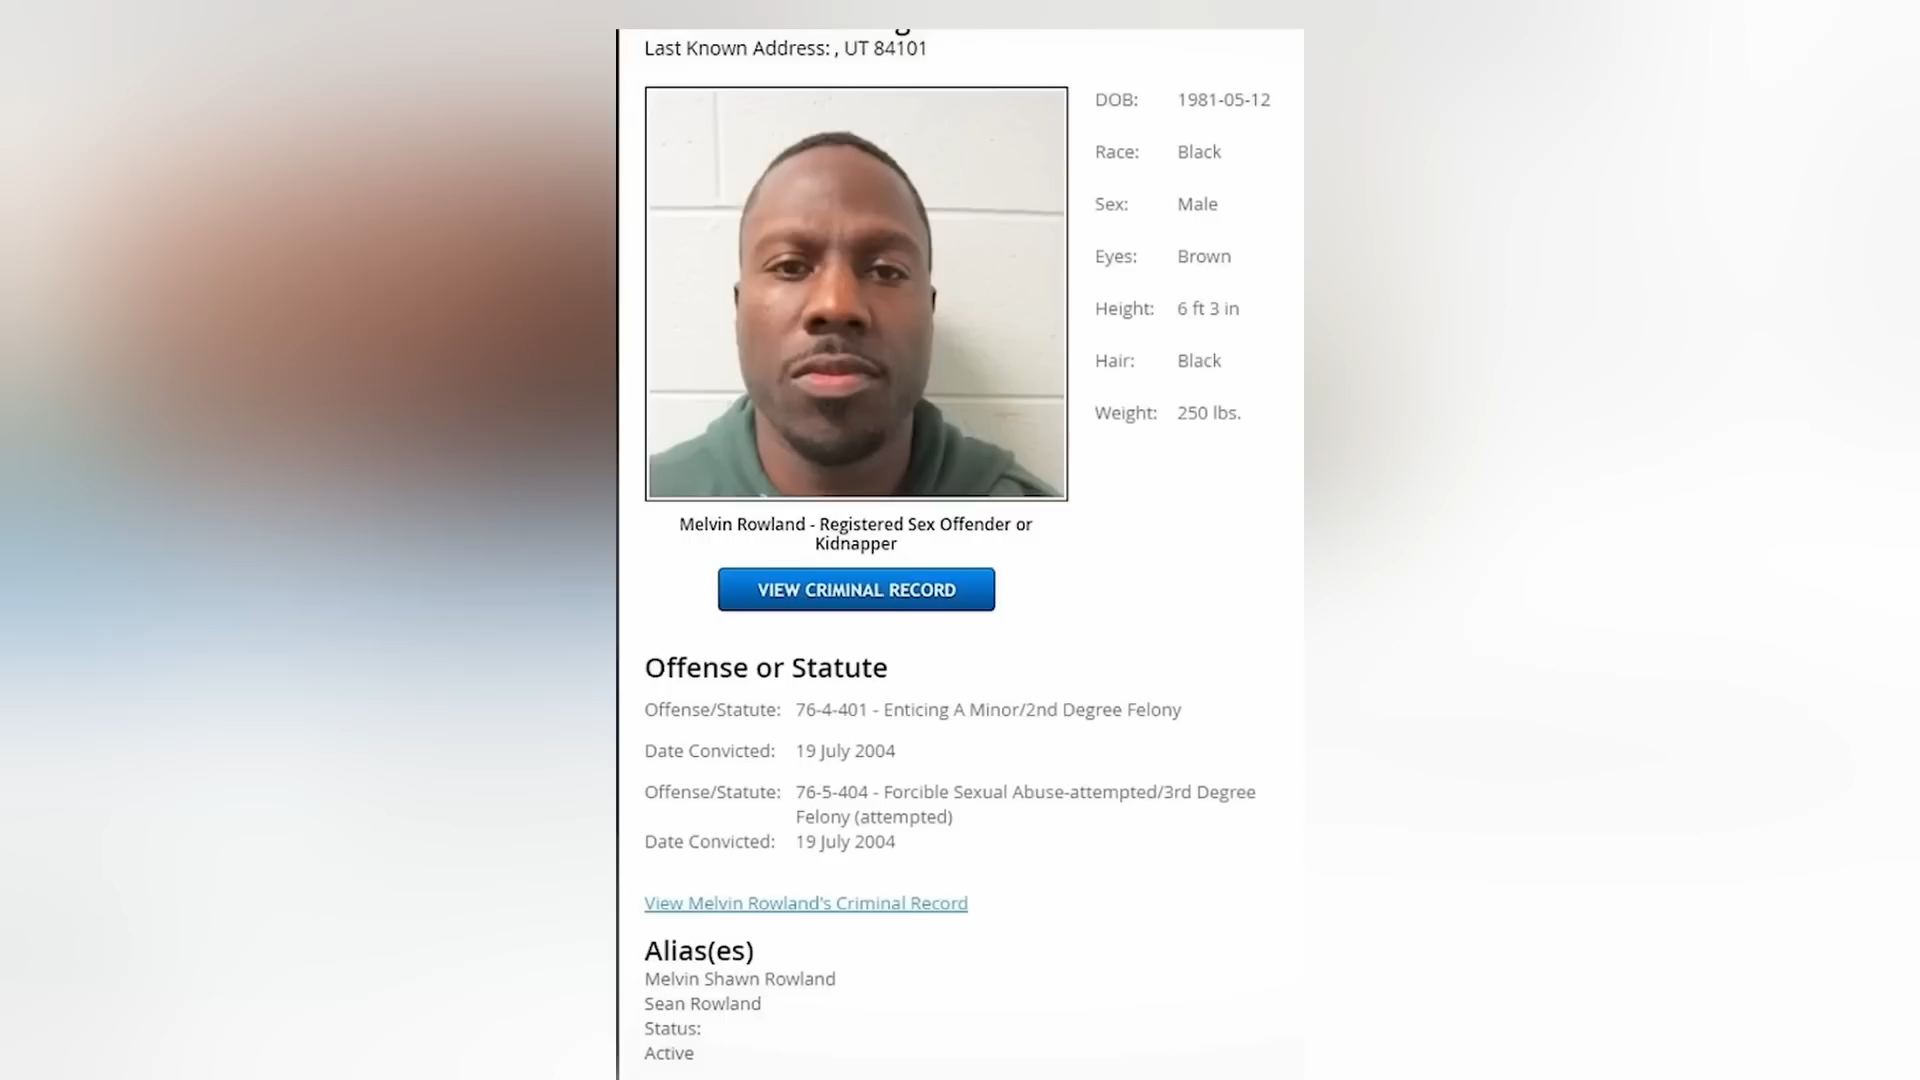 Last Known Address: , UT 84101
DOB: 1981-05-12
Race: Black
Sex: Male
Eyes: Brown
Height: 6 ft 3 in
Hair: Black
Weight: 250 lbs.
Melvin Rowland - Registered Sex Offender or
Kidnapper
VIEW CRIMINAL RECORD
Offense or Statute
Offense/Statute: 76-4-401 - Enticing A Minor/2nd Degree Felony
Date Convicted: 19 July 2004
Offense/Statute: 76-5-404 - Forcible Sexual Abuse-attempted/3rd Degree
Felony (attempted)
Date Convicted: 19 July 2004
View Melvin Rowland's Criminal Record
Alias(es)
Melvin Shawn Rowland
Sean Rowland
Status:
Active